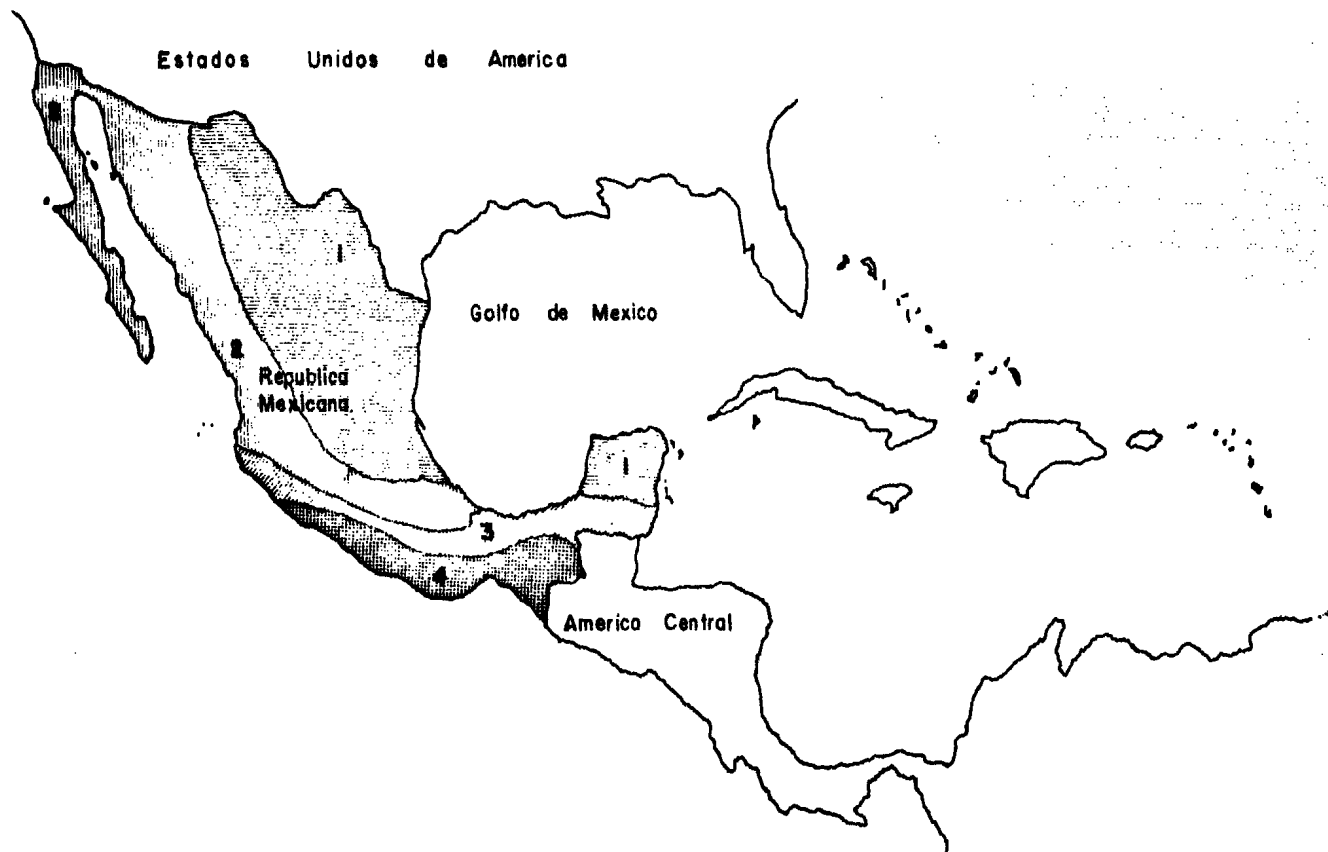 Estados Unidos de America
1
Golfo de Mexico
2
Republica
Mexicana
1
3
4
America Central